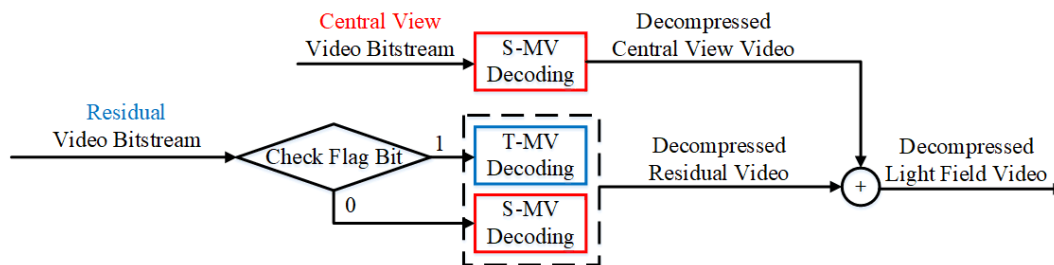 Central View
Video Bitstream
S-MV
Decoding
Decompressed
Central View Video
Residual
Video Bitstream
Check Flag Bit
1
0
T-MV
Decoding
S-MV
Decoding
Decompressed
Residual Video
+
Decompressed
Light Field Video